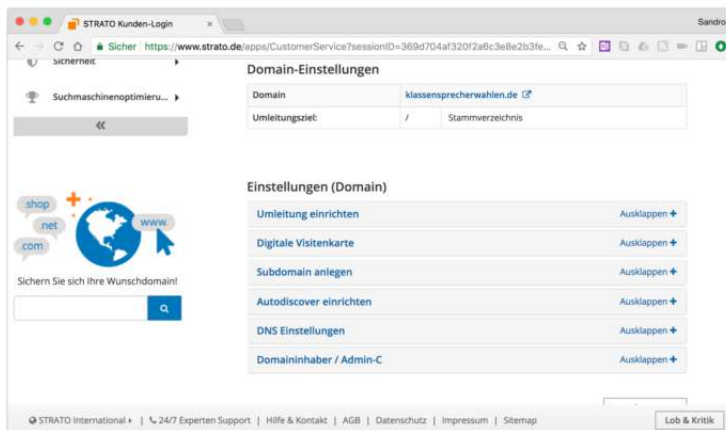 STRATO Kunden-Login
Sandro
Sicher https://www.strato.de/apps/CustomerService?sessionID=369d704af320f2a6c3e8e2b3fe...
Sicherheit
Suchmaschinenoptimieru...
«
.shop
.net
.com
www.
Sichern Sie sich Ihre Wunschdomain!
Domain-Einstellungen
Domain klassensprecherwahlen.de
Umleitungsziel: / Stammverzeichnis
Einstellungen (Domain)
Umleitung einrichten Ausklappen +
Digitale Visitenkarte Ausklappen +
Subdomain anlegen Ausklappen +
Autodiscover einrichten Ausklappen +
DNS Einstellungen Ausklappen +
Domaininhaber / Admin-C Ausklappen +
STRATO International | 24/7 Experten Support | Hilfe & Kontakt | AGB | Datenschutz | Impressum | Sitemap
Lob & Kritik